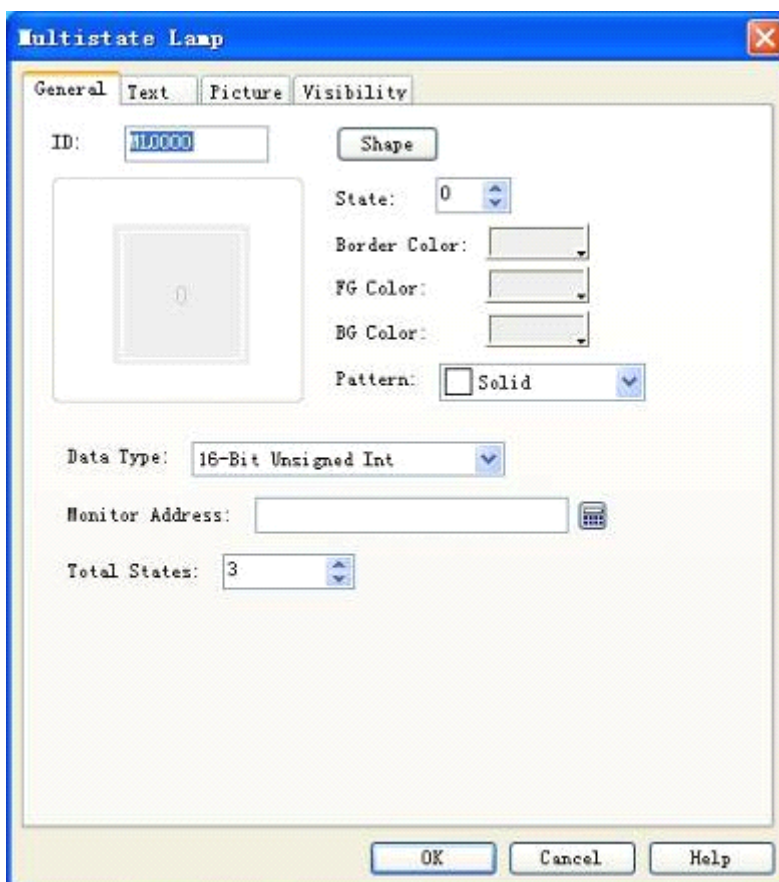 Multistate Lamp
General Text Picture Visibility
ID: ML0000 Shape
State: 0
Border Color:
0
FG Color:
BG Color:
Pattern: Solid
Data Type: 16-Bit Unsigned Int
Monitor Address:
Total States: 3
OK Cancel Help